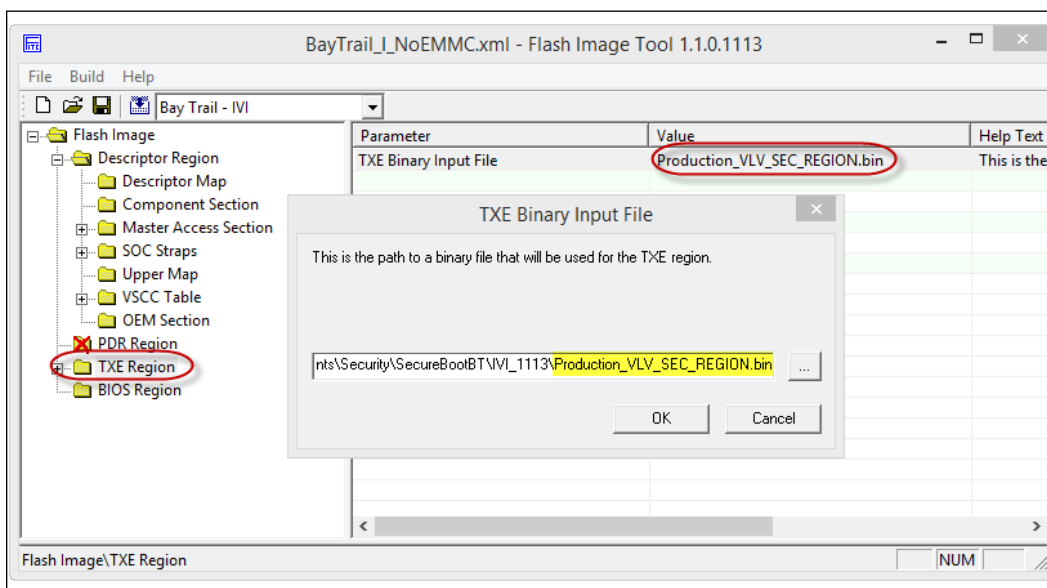 BayTrail_I_NoEMMC.xml - Flash Image Tool 1.1.0.1113
File Build Help
Bay Trail - IVI
Flash Image
Descriptor Region
Descriptor Map
Component Section
Master Access Section
SOC Straps
Upper Map
VSCC Table
OEM Section
PDR Region
TXE Region
BIOS Region
Parameter Value Help Text
TXE Binary Input File Production_VLV_SEC_REGION.bin This is the
TXE Binary Input File
This is the path to a binary file that will be used for the TXE region.
nts\Security\SecureBootBT\IVI_1113\Production_VLV_SEC_REGION.bin ...
OK Cancel
Flash Image\TXE Region NUM